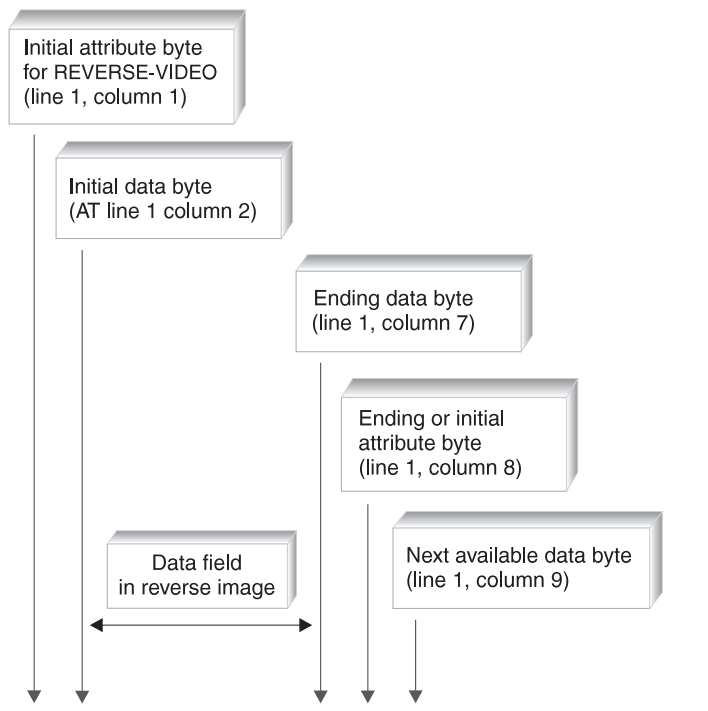 Initial attribute byte
for REVERSE-VIDEO
(line 1, column 1)
Initial data byte
(AT line 1 column 2)
Ending data byte
(line 1, column 7)
Ending or initial
attribute byte
(line 1, column 8)
Data field
in reverse image
Next available data byte
(line 1, column 9)